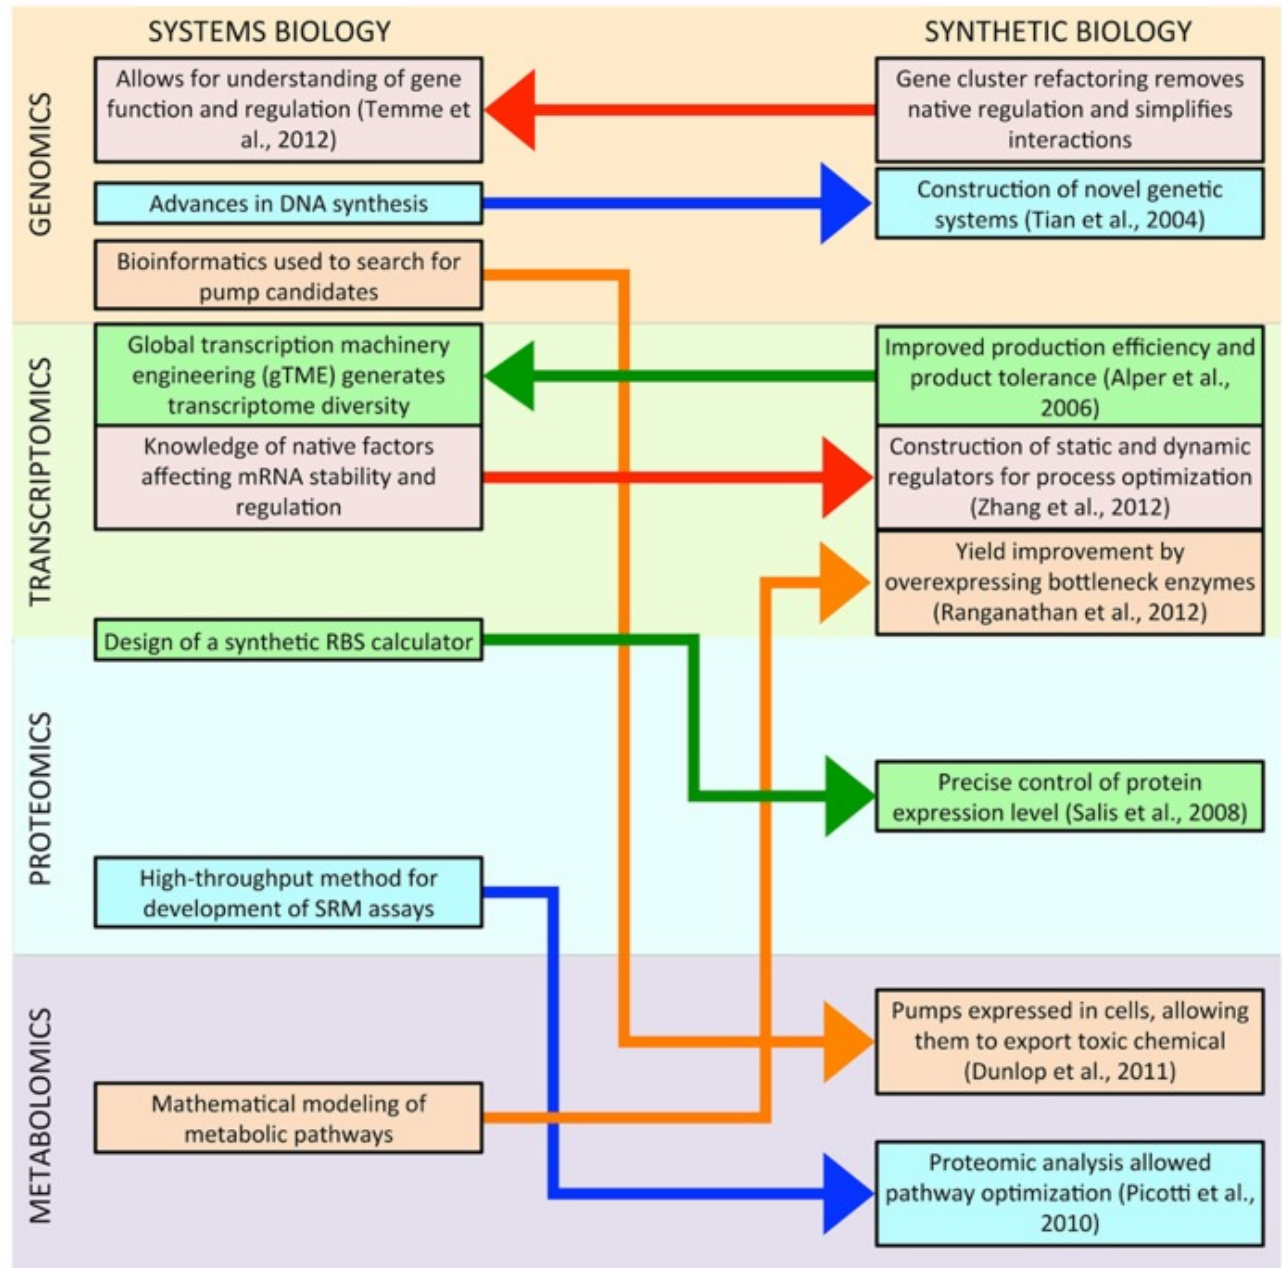 SYSTEMS BIOLOGY
SYNTHETIC BIOLOGY
GENOMICS
Allows for understanding of gene
function and regulation (Temme et
al., 2012)
Gene cluster refactoring removes
native regulation and simplifies
interactions
Advances in DNA synthesis
Construction of novel genetic
systems (Tian et al., 2004)
Bioinformatics used to search for
pump candidates
TRANSCRIPTOMICS
Global transcription machinery
engineering (gTME) generates
transcriptome diversity
Improved production efficiency and
product tolerance (Alper et al.,
2006)
Knowledge of native factors
affecting mRNA stability and
regulation
Construction of static and dynamic
regulators for process optimization
(Zhang et al., 2012)
Yield improvement by
overexpressing bottleneck enzymes
(Ranganathan et al., 2012)
PROTEOMICS
Design of a synthetic RBS calculator
Precise control of protein
expression level (Salis et al., 2008)
High-throughput method for
development of SRM assays
METABOLOMICS
Pumps expressed in cells, allowing
them to export toxic chemical
(Dunlop et al., 2011)
Mathematical modeling of
metabolic pathways
Proteomic analysis allowed
pathway optimization (Picotti et al.,
2010)